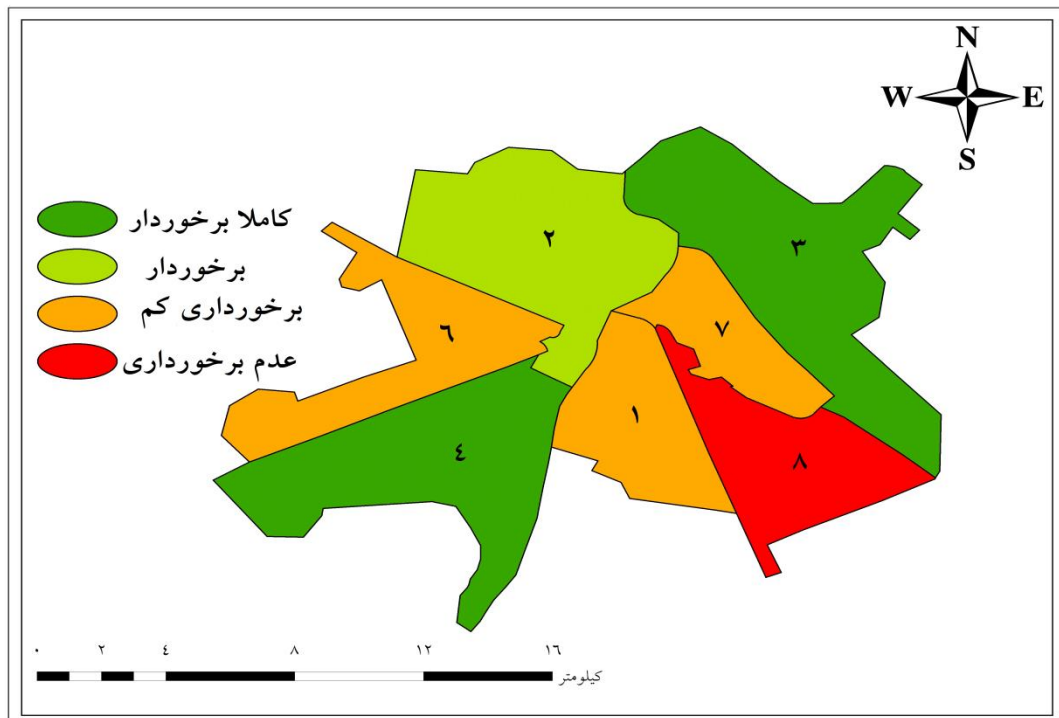 N
W E
S
کاملا برخوردار
برخوردار
برخورداری کم
عدم برخورداری
۲
۳
۶
۷
۱
۴
۸
۰ ۲ ۴ ۸ ۱۲ ۱۶
کیلومتر